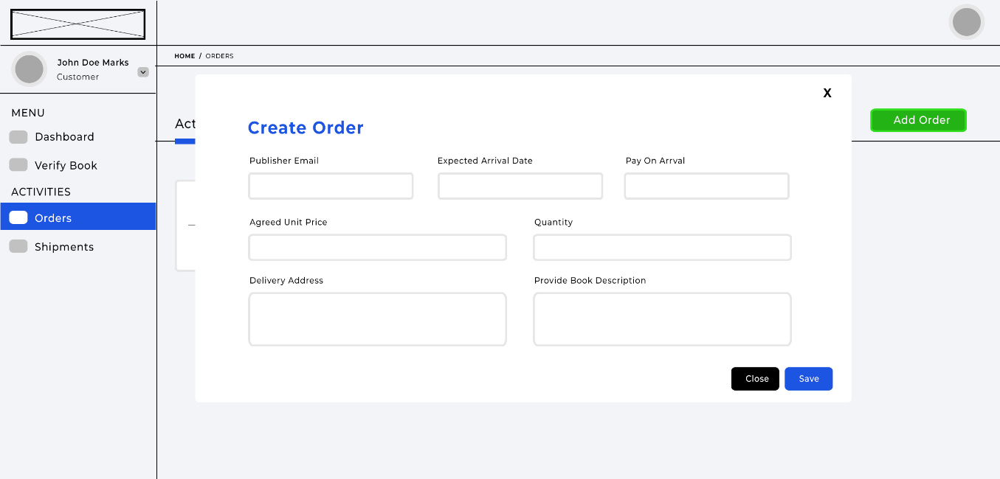 John Doe Marks
Customer
MENU
Dashboard
Verify Book
ACTIVITIES
Orders
Shipments
HOME / ORDERS
Act
Add Order
X
Create Order
Publisher Email
Expected Arrival Date
Pay On Arrval
Agreed Unit Price
Quantity
Delivery Address
Provide Book Description
Close
Save